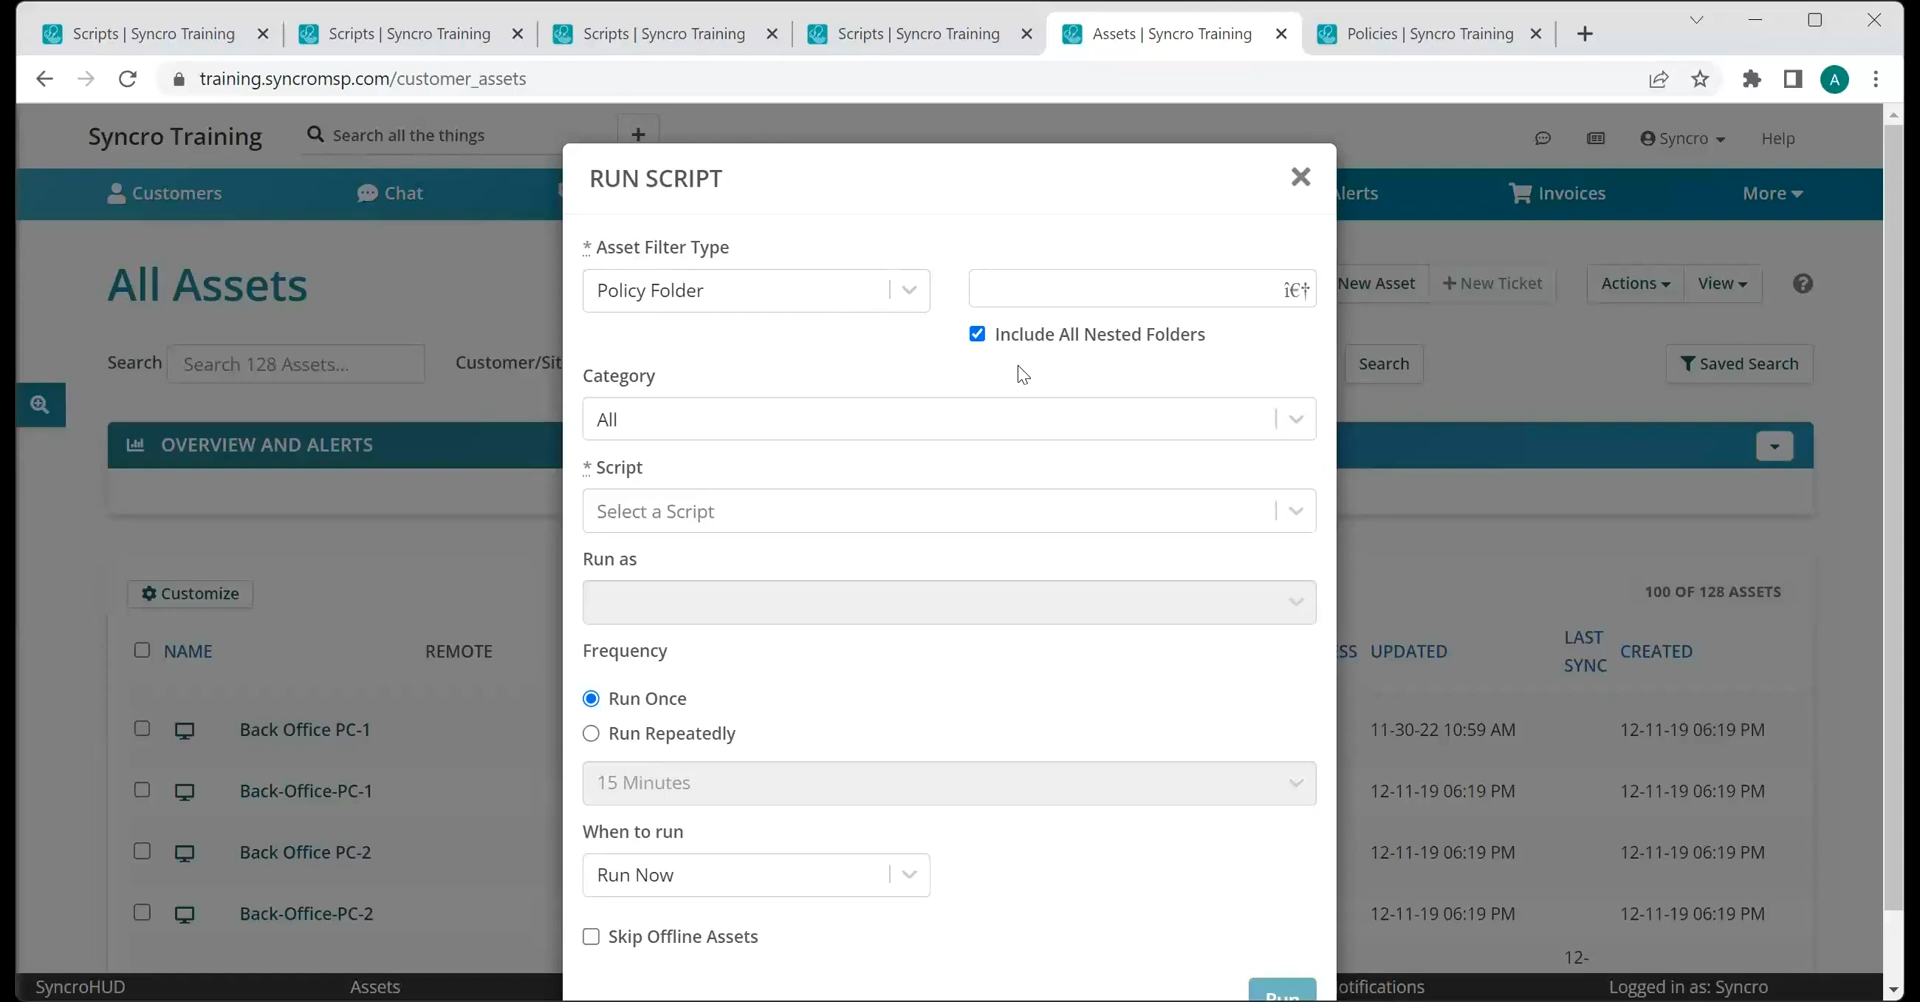 Scripts | Syncro Training
Scripts | Syncro Training
Scripts | Syncro Training
Scripts | Syncro Training
Assets | Syncro Training
Policies | Syncro Training
training.syncromsp.com/customer_assets
A
Syncro Training
Search all the things
Syncro
Help
Customers
Chat
lerts
Invoices
More
RUN SCRIPT
* Asset Filter Type
Policy Folder
î€†
Include All Nested Folders
Category
All
* Script
Select a Script
Run as
Frequency
Run Once
Run Repeatedly
15 Minutes
When to run
Run Now
Skip Offline Assets
Run
All Assets
New Asset
+ New Ticket
Actions
View
Search
Search 128 Assets...
Customer/Sit
Search
Saved Search
OVERVIEW AND ALERTS
Customize
100 OF 128 ASSETS
NAME
REMOTE
SS
UPDATED
LAST SYNC
CREATED
Back Office PC-1
11-30-22 10:59 AM
12-11-19 06:19 PM
Back-Office-PC-1
12-11-19 06:19 PM
12-11-19 06:19 PM
Back Office PC-2
12-11-19 06:19 PM
12-11-19 06:19 PM
Back-Office-PC-2
12-11-19 06:19 PM
12-11-19 06:19 PM
12-
SyncroHUD
Assets
otifications
Logged in as: Syncro